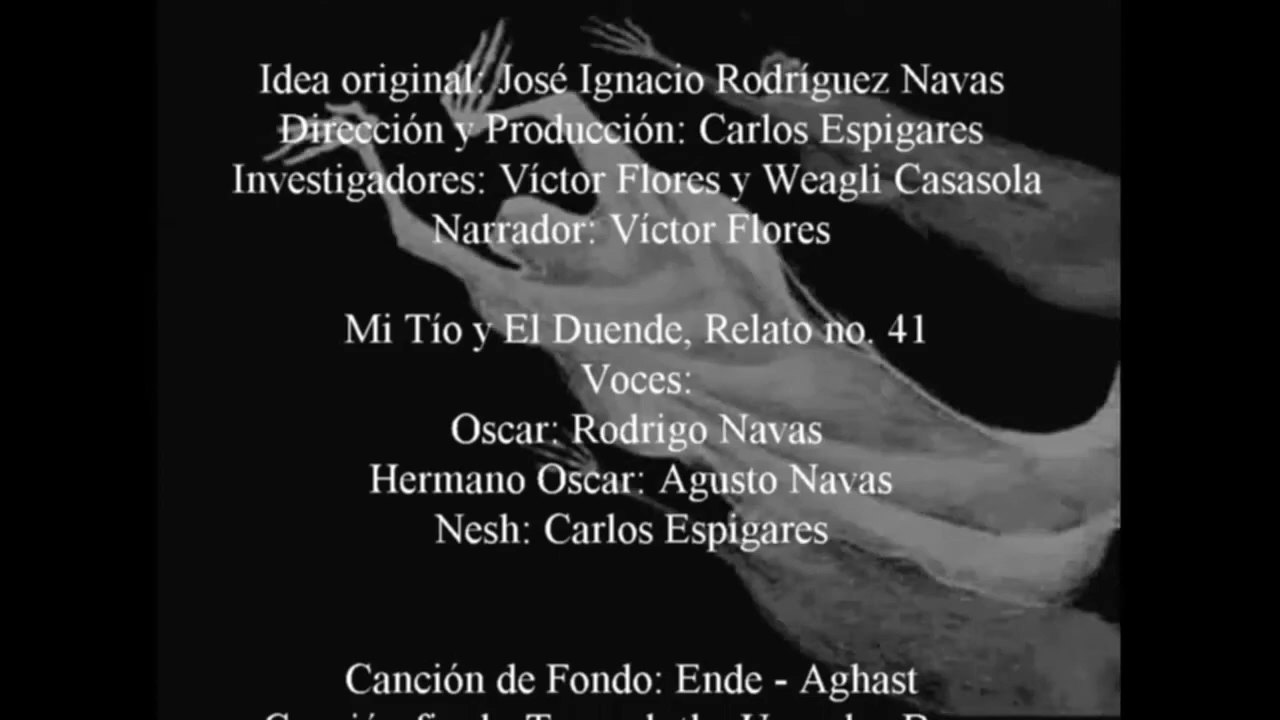 Idea original: José Ignacio Rodríguez Navas
Dirección y Producción: Carlos Espigares
Investigadores: Víctor Flores y Weagli Casasola
Narrador: Víctor Flores
Mi Tío y El Duende, Relato no. 41
Voces:
Oscar: Rodrigo Navas
Hermano Oscar: Agusto Navas
Nesh: Carlos Espigares
Canción de Fondo: Ende - Aghast